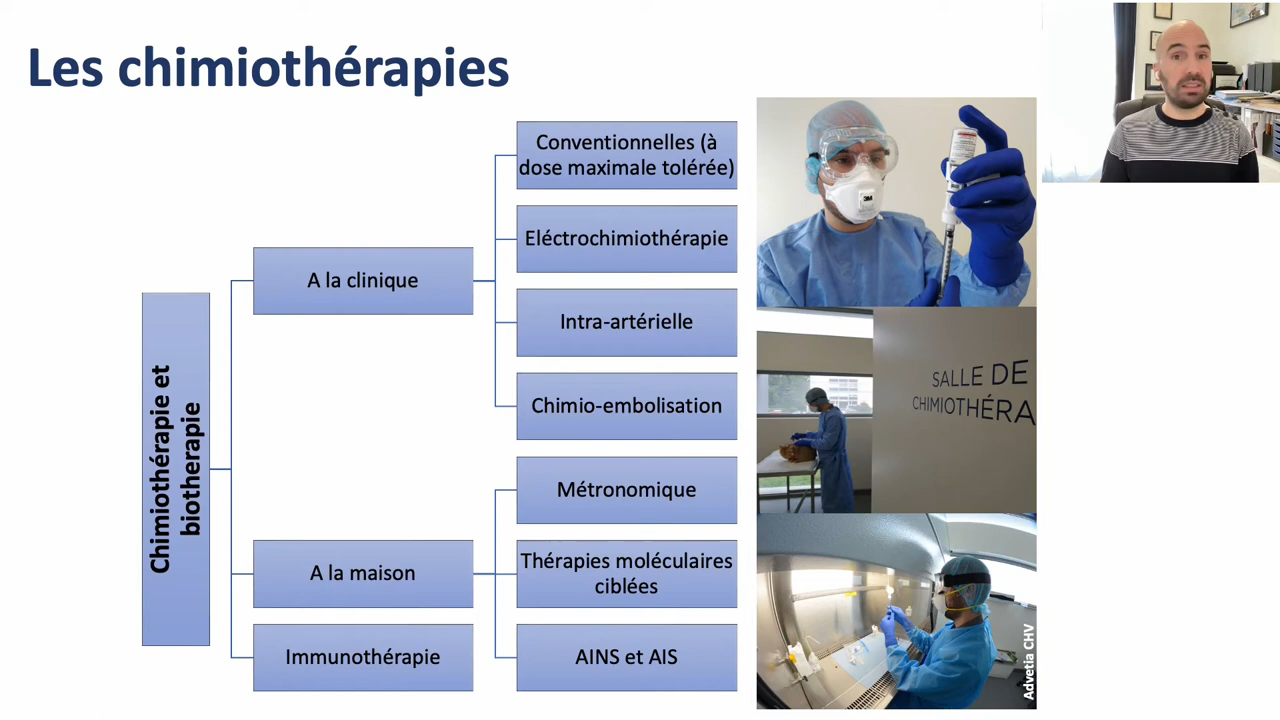 Les chimiothérapies
Chimiothérapie et
biotherapie
A la clinique
Conventionnelles (à
dose maximale tolérée)
Eléctrochimiothérapie
Intra-artérielle
Chimio-embolisation
A la maison
Métronomique
Thérapies moléculaires
ciblées
AINS et AIS
Immunothérapie
3M
SALLE DE
CHIMIOTHÉRA
Advetia CHV